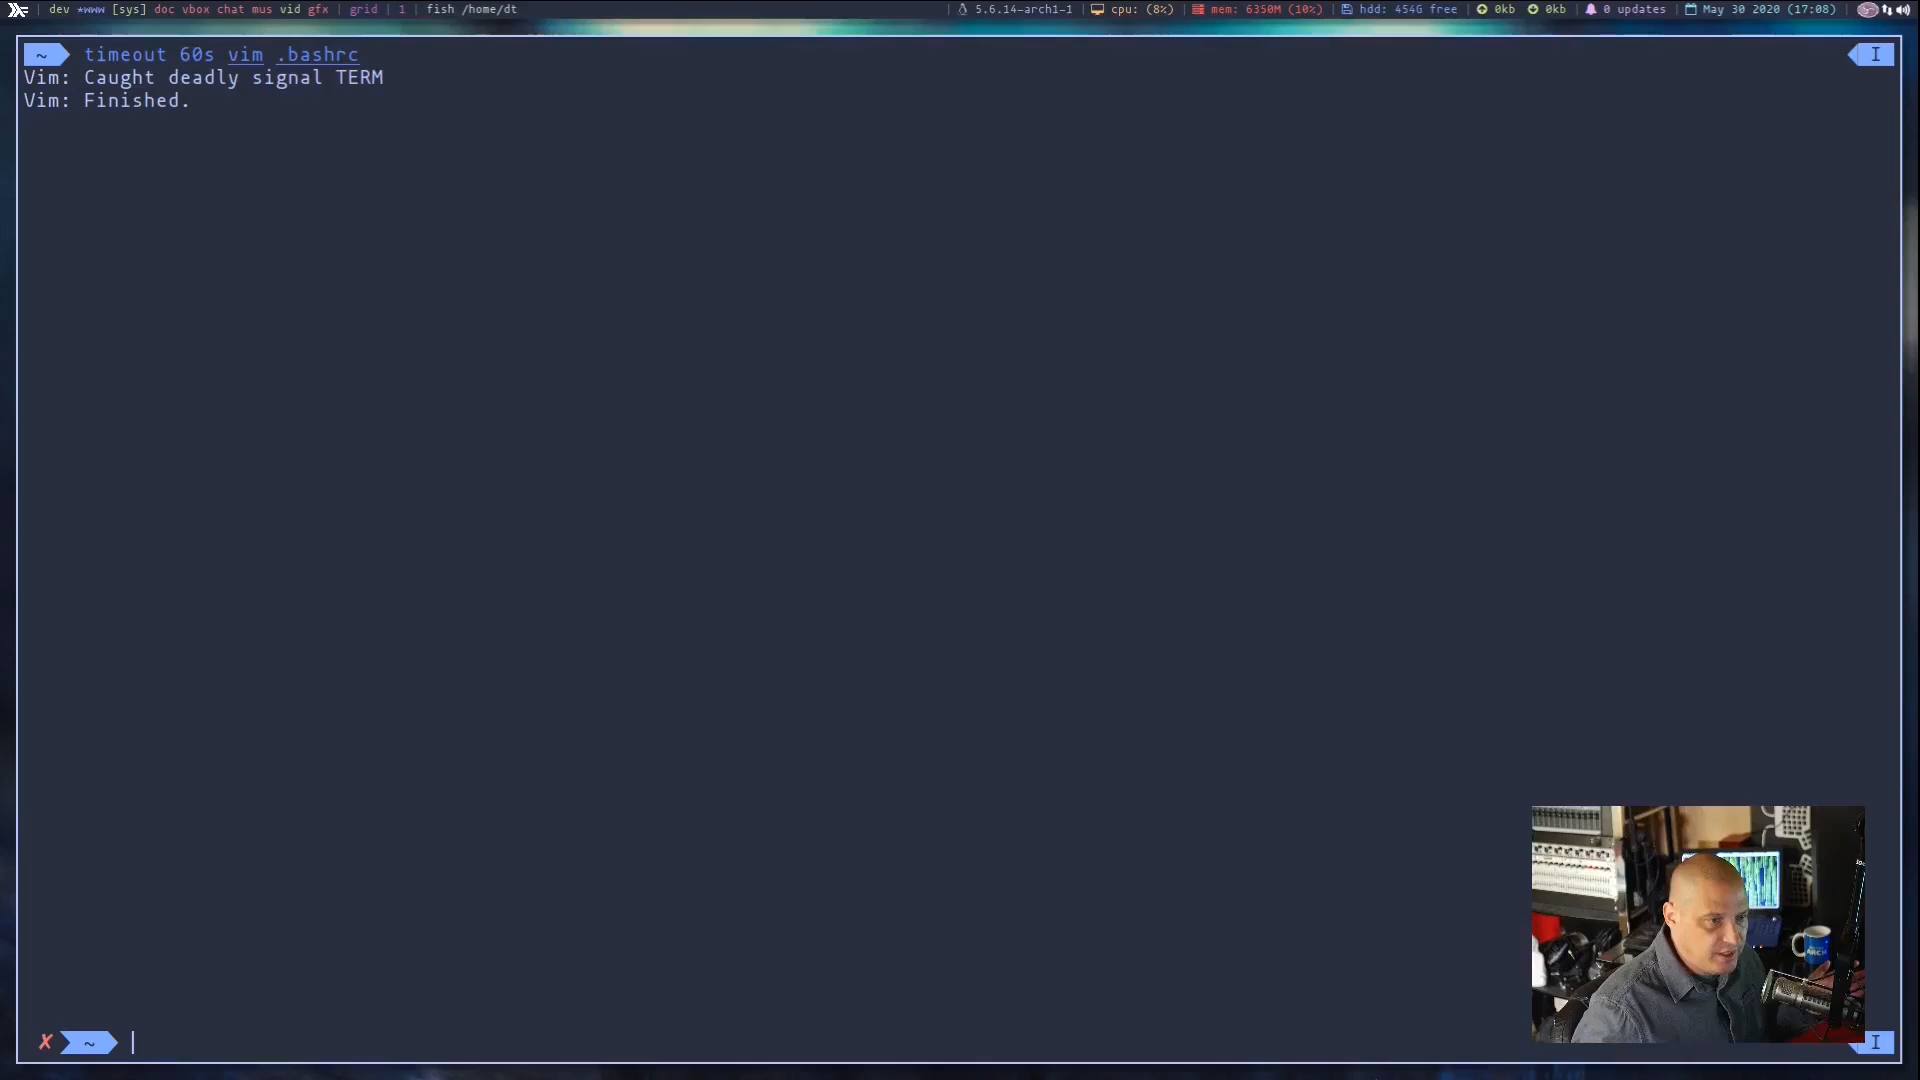 dev *www [sys] doc vbox chat mus vid gfx | grid | 1 | fish /home/dt | 5.6.14-arch1-1 | cpu: (8%) | mem: 6350M (10%) | hdd: 454G free | 0kb 0kb | 0 updates | May 30 2020 (17:08) |
~ timeout 60s vim .bashrc I
Vim: Caught deadly signal TERM
Vim: Finished.
ARCH
✗ ~ I